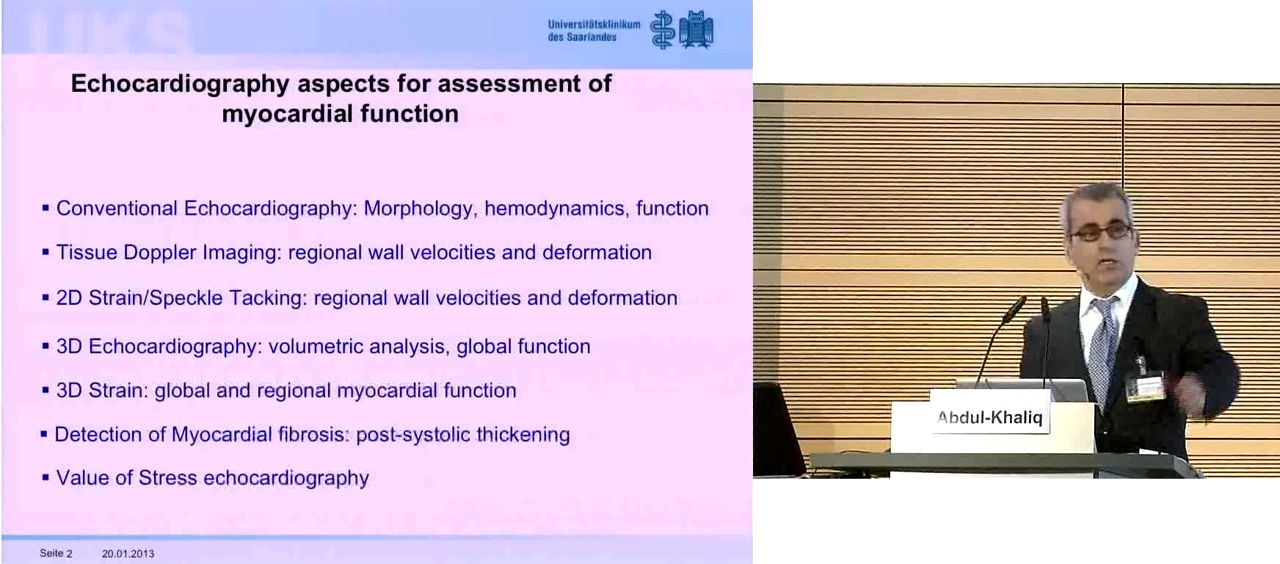 UKS
Universitätsklinikum
des Saarlandes
Echocardiography aspects for assessment of
myocardial function
▪ Conventional Echocardiography: Morphology, hemodynamics, function
▪ Tissue Doppler Imaging: regional wall velocities and deformation
▪ 2D Strain/Speckle Tacking: regional wall velocities and deformation
▪ 3D Echocardiography: volumetric analysis, global function
▪ 3D Strain: global and regional myocardial function
▪ Detection of Myocardial fibrosis: post-systolic thickening
▪ Value of Stress echocardiography
Seite 2 20.01.2013
Abdul-Khaliq